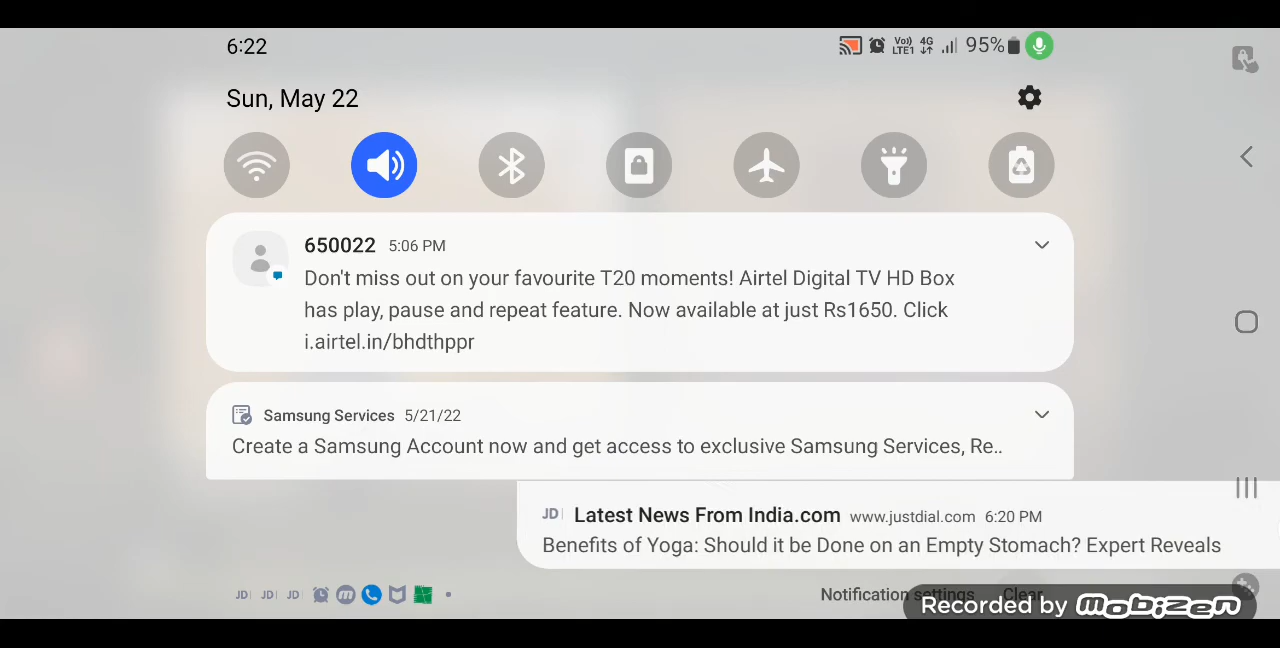 6:22
Vo)) LTE1 4G 95%
Sun, May 22
650022 5:06 PM
Don't miss out on your favourite T20 moments! Airtel Digital TV HD Box
has play, pause and repeat feature. Now available at just Rs1650. Click
i.airtel.in/bhdthppr
Samsung Services 5/21/22
Create a Samsung Account now and get access to exclusive Samsung Services, Re..
JD Latest News From India.com www.justdial.com 6:20 PM
Benefits of Yoga: Should it be Done on an Empty Stomach? Expert Reveals
JD JD JD m
Notification settings Clear
Recorded by mobizen